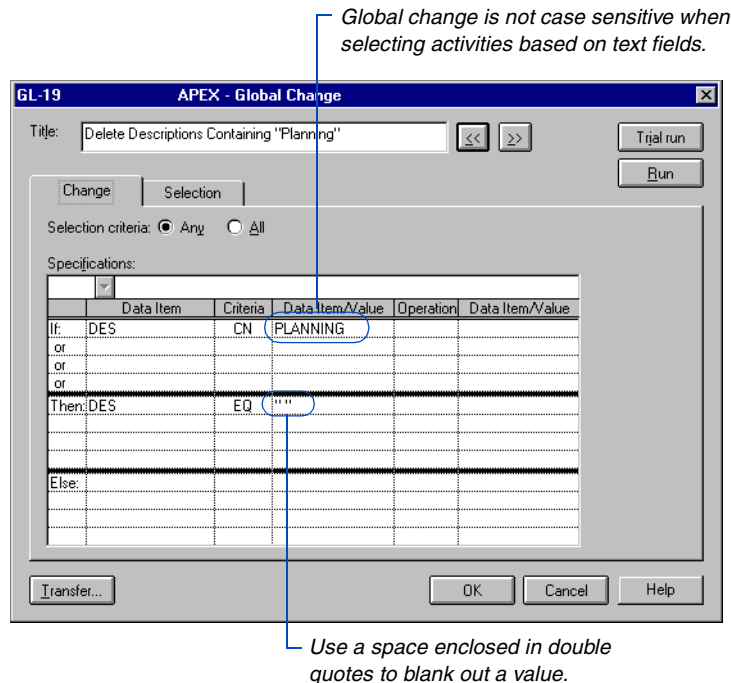 Global change is not case sensitive when
selecting activities based on text fields.
GL-19 APEX - Global Change
Title: Delete Descriptions Containing "Planning" << >> Trial run
Run
Change Selection
Selection criteria: Any All
Specifications:
Data Item Criteria Data Item/Value Operation Data Item/Value
If: DES CN PLANNING
or
or
or
Then: DES EQ " "
Else:
Transfer... OK Cancel Help
Use a space enclosed in double
quotes to blank out a value.